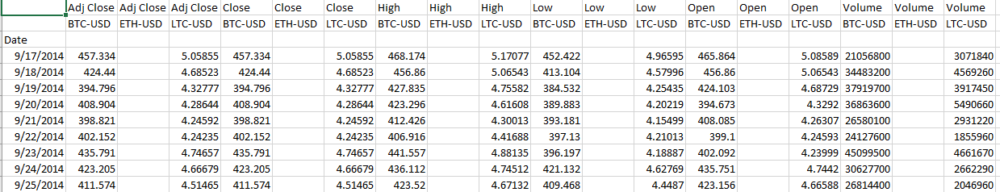 Adj Close Adj Close Adj Close Close Close Close High High High Low Low Low Open Open Open Volume Volume Volume
BTC-USD ETH-USD LTC-USD BTC-USD ETH-USD LTC-USD BTC-USD ETH-USD LTC-USD BTC-USD ETH-USD LTC-USD BTC-USD ETH-USD LTC-USD BTC-USD ETH-USD LTC-USD
Date
9/17/2014 457.334 5.05855 457.334 5.05855 468.174 5.17077 452.422 4.96595 465.864 5.08589 21056800 3071840
9/18/2014 424.44 4.68523 424.44 4.68523 456.86 5.06543 413.104 4.57996 456.86 5.06543 34483200 4569260
9/19/2014 394.796 4.32777 394.796 4.32777 427.835 4.75582 384.532 4.25435 424.103 4.68729 37919700 3917450
9/20/2014 408.904 4.28644 408.904 4.28644 423.296 4.61608 389.883 4.20219 394.673 4.3292 36863600 5490660
9/21/2014 398.821 4.24592 398.821 4.24592 412.426 4.30013 393.181 4.15499 408.085 4.26307 26580100 2931220
9/22/2014 402.152 4.24235 402.152 4.24235 406.916 4.41688 397.13 4.21013 399.1 4.24593 24127600 1855960
9/23/2014 435.791 4.74657 435.791 4.74657 441.557 4.88135 396.197 4.18887 402.092 4.23999 45099500 4661670
9/24/2014 423.205 4.66679 423.205 4.66679 436.112 4.74512 421.132 4.62769 435.751 4.7442 30627700 2662290
9/25/2014 411.574 4.51465 411.574 4.51465 423.52 4.67132 409.468 4.4487 423.156 4.66588 26814400 2046960